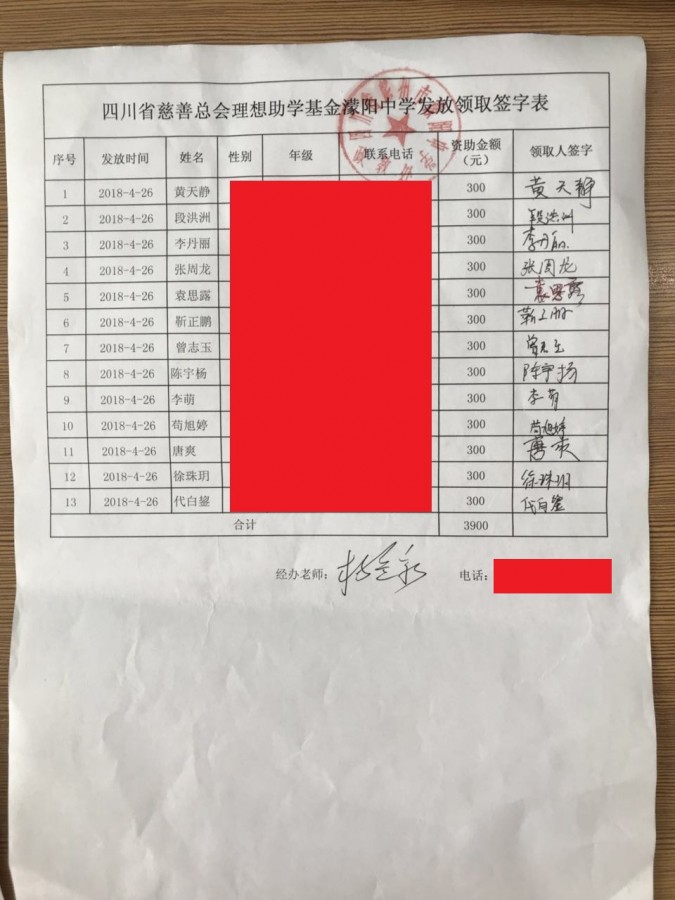 四川省慈善总会理想助学基金濛阳中学发放领取签字表
序号 发放时间 姓名 性别 年级 联系电话 资助金额（元） 领取人签字
1 2018-4-26 黄天静 300 黄天静
2 2018-4-26 段洪洲 300 段洪洲
3 2018-4-26 李丹丽 300 李丹丽
4 2018-4-26 张周龙 300 张周龙
5 2018-4-26 袁思露 300 袁思露
6 2018-4-26 靳正鹏 300
7 2018-4-26 曾志玉 300
8 2018-4-26 陈宇杨 300 陈宇扬
9 2018-4-26 李萌 300 李萌
10 2018-4-26 苟旭婷 300 苟旭婷
11 2018-4-26 唐爽 300 唐爽
12 2018-4-26 徐珠玥 300 徐珠玥
13 2018-4-26 代白鋆 300 代白鋆
合计 3900
经办老师： 电话：